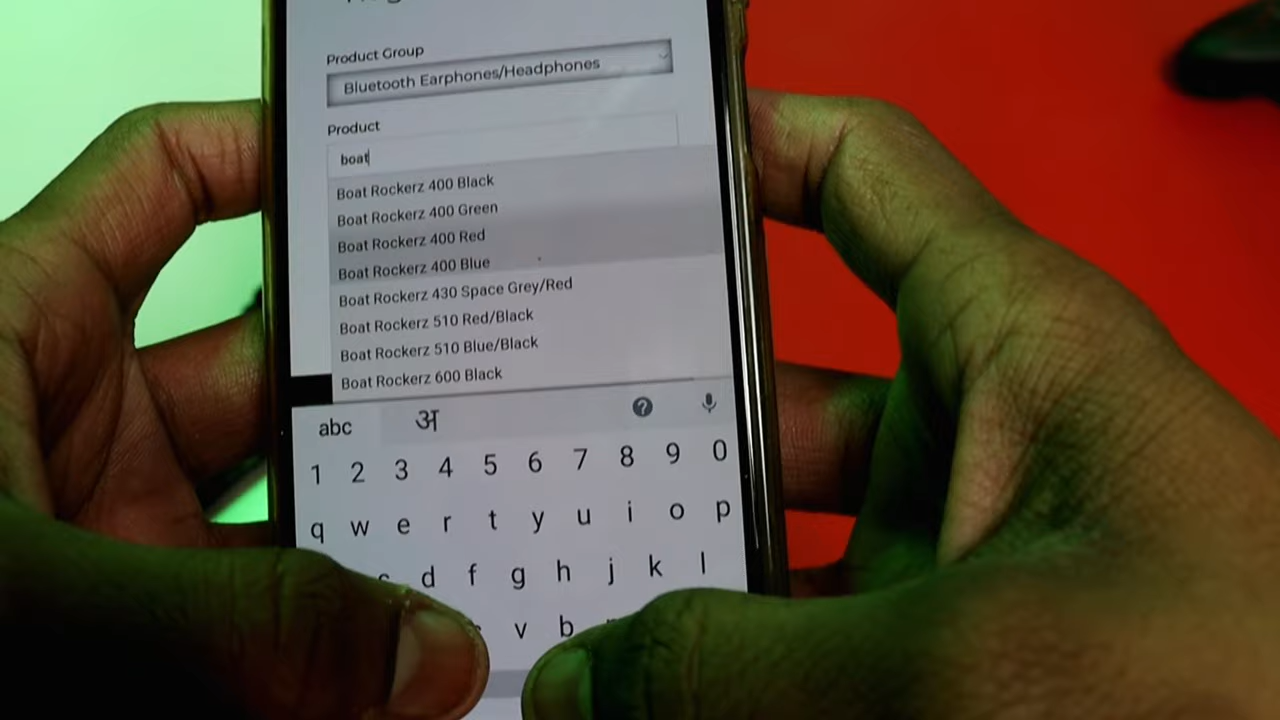 Product Group
Bluetooth Earphones/Headphones
Product
boat
Boat Rockerz 400 Black
Boat Rockerz 400 Green
Boat Rockerz 400 Red
Boat Rockerz 400 Blue
Boat Rockerz 430 Space Grey/Red
Boat Rockerz 510 Red/Black
Boat Rockerz 510 Blue/Black
Boat Rockerz 600 Black
abc अ ?
1 2 3 4 5 6 7 8 9 0
q w e r t y u i o p
d f g h j k l
v b